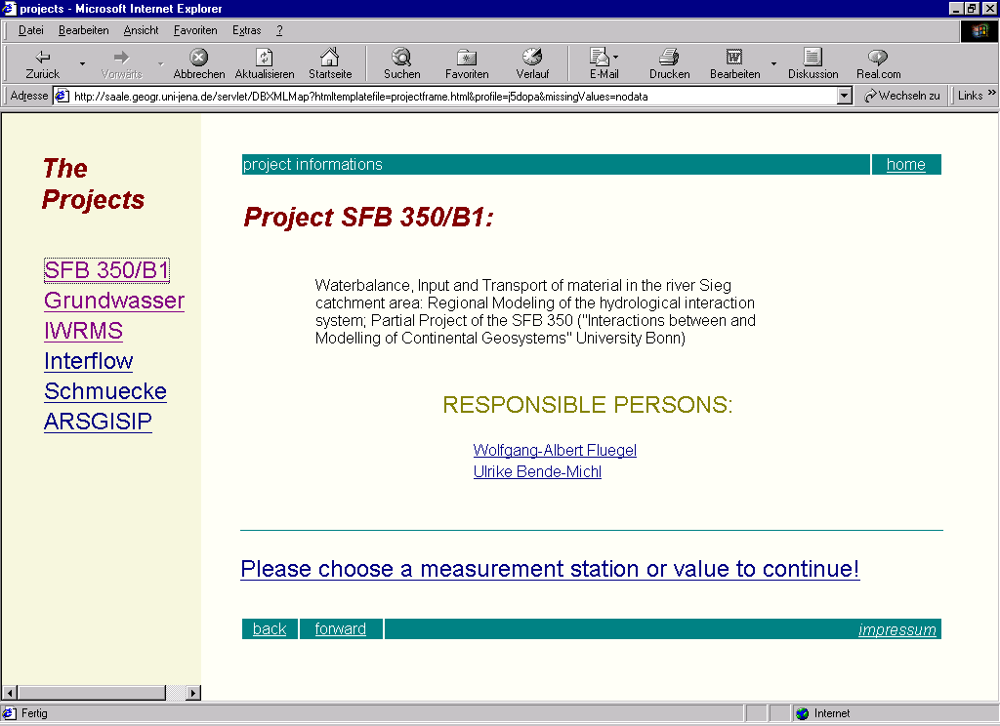 projects - Microsoft Internet Explorer
Datei Bearbeiten Ansicht Favoriten Extras ?
Zurück Vorwärts Abbrechen Aktualisieren Startseite Suchen Favoriten Verlauf E-Mail Drucken Bearbeiten Diskussion Real.com
Adresse http://saale.geogr.uni-jena.de/servlet/DBXMLMap?htmltemplatefile=projectframe.html&profile=j5dopa&missingValues=nodata Wechseln zu Links »
The
Projects
SFB 350/B1
Grundwasser
IWRMS
Interflow
Schmuecke
ARSGISIP
project informations home
Project SFB 350/B1:
Waterbalance, Input and Transport of material in the river Sieg
catchment area: Regional Modeling of the hydrological interaction
system; Partial Project of the SFB 350 ("Interactions between and
Modelling of Continental Geosystems" University Bonn)
RESPONSIBLE PERSONS:
Wolfgang-Albert Fluegel
Ulrike Bende-Michl
Please choose a measurement station or value to continue!
back forward impressum
Fertig Internet